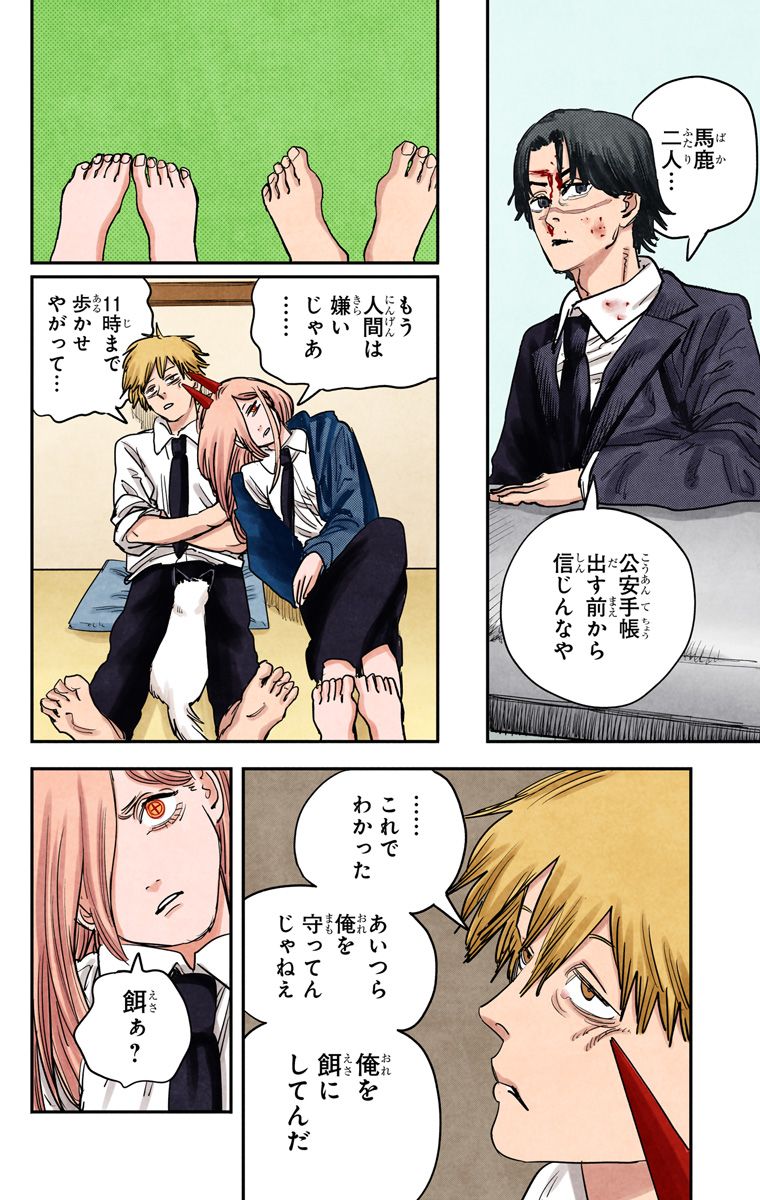 馬鹿
二人…
公安手帳
出す前から
信じんなや
もう
人間は
嫌い
じゃあ
……
11時まで
歩かせ
やがって…
……
これで
わかった
あいつら
俺を
守ってん
じゃねえ
俺を
餌に
してんだ
餌ぁ?